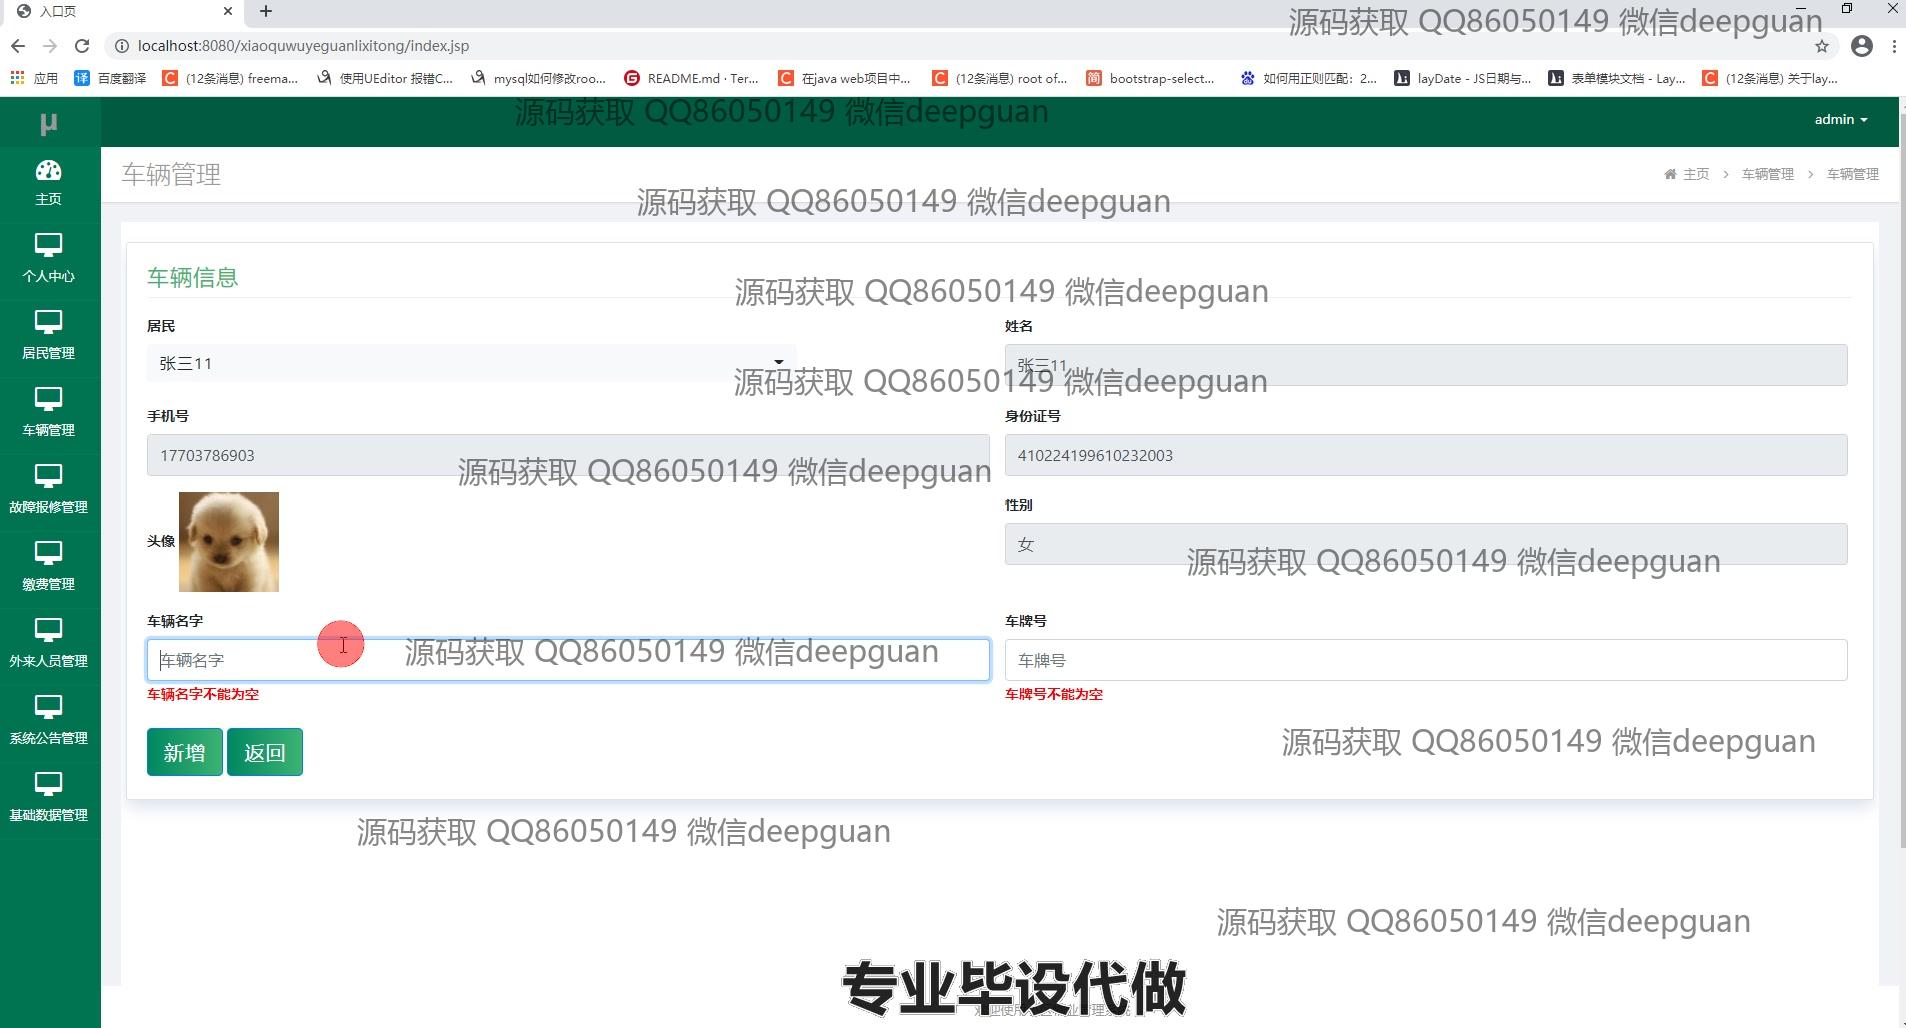 入口页
源码获取 QQ86050149 微信deepguan
localhost:8080/xiaoquwuyeguanlixitong/index.jsp
应用 百度翻译 (12条消息) freema... 使用UEditor 报错C... mysql如何修改roo... README.md · Ter... 在java web项目中... (12条消息) root of... bootstrap-select... 如何用正则匹配：2... layDate - JS日期与... 表单模块文档 - Lay... (12条消息) 关于lay...
源码获取 QQ86050149 微信deepguan
μ
admin
主页
车辆管理
主页 > 车辆管理 > 车辆管理
源码获取 QQ86050149 微信deepguan
个人中心
居民管理
车辆管理
故障报修管理
缴费管理
外来人员管理
系统公告管理
基础数据管理
车辆信息
源码获取 QQ86050149 微信deepguan
居民
姓名
张三11
张三11
源码获取 QQ86050149 微信deepguan
手机号
身份证号
17703786903
410224199610232003
源码获取 QQ86050149 微信deepguan
头像
性别
女
源码获取 QQ86050149 微信deepguan
车辆名字
车牌号
车辆名字
车牌号
源码获取 QQ86050149 微信deepguan
车辆名字不能为空
车牌号不能为空
新增 返回
源码获取 QQ86050149 微信deepguan
源码获取 QQ86050149 微信deepguan
源码获取 QQ86050149 微信deepguan
专业毕设代做